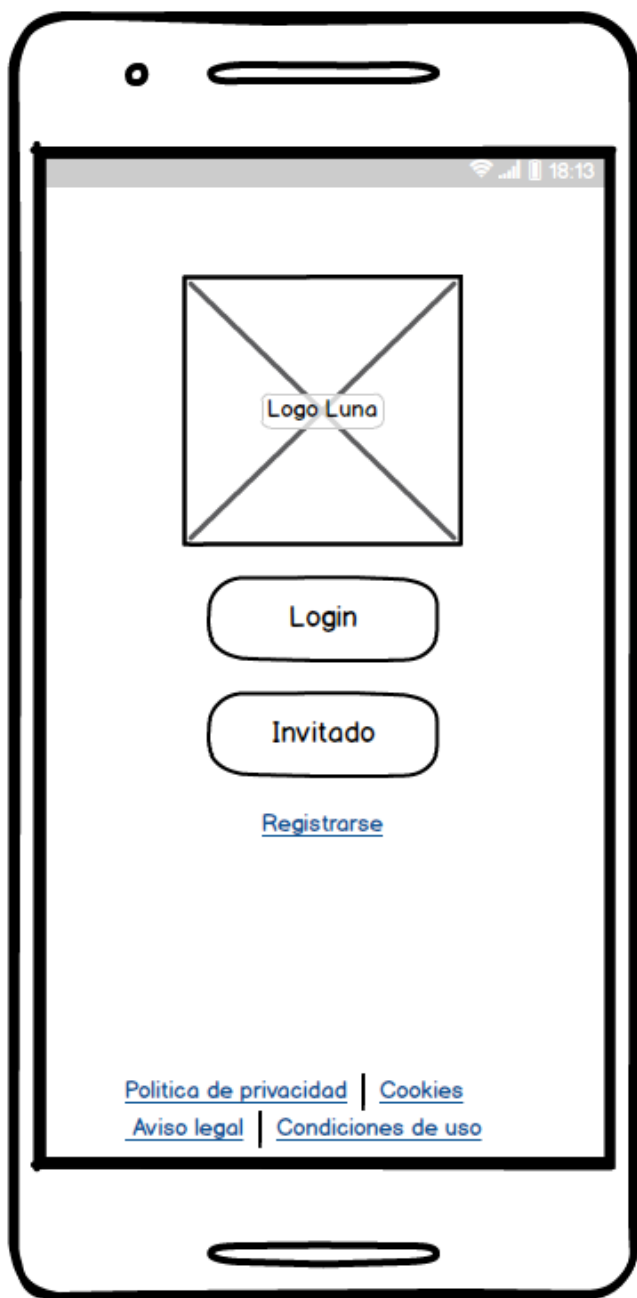 18:13
Logo Luna
Login
Invitado
Registrarse
Politica de privacidad | Cookies
Aviso legal | Condiciones de uso